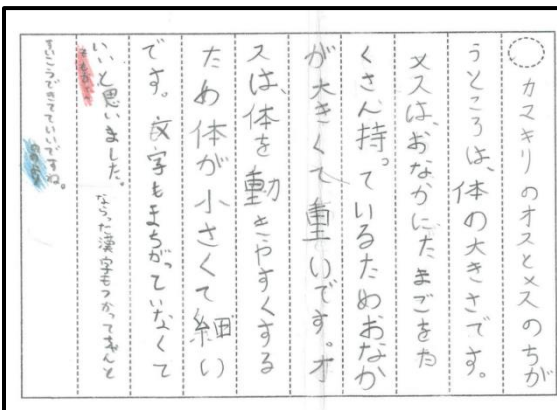 カマキリのオスとメスのちが
うところは、体の大きさです。
メスは、おなかにたまごをた
くさん持っているためおなか
が大きくて重いです。オ
スは、体を動きやすくする
ため体が小さくて細い
です。文字もまちがっていなくて
いいと思いました。ならった漢字もつかってちゃんと
すいこうできてていいですね。